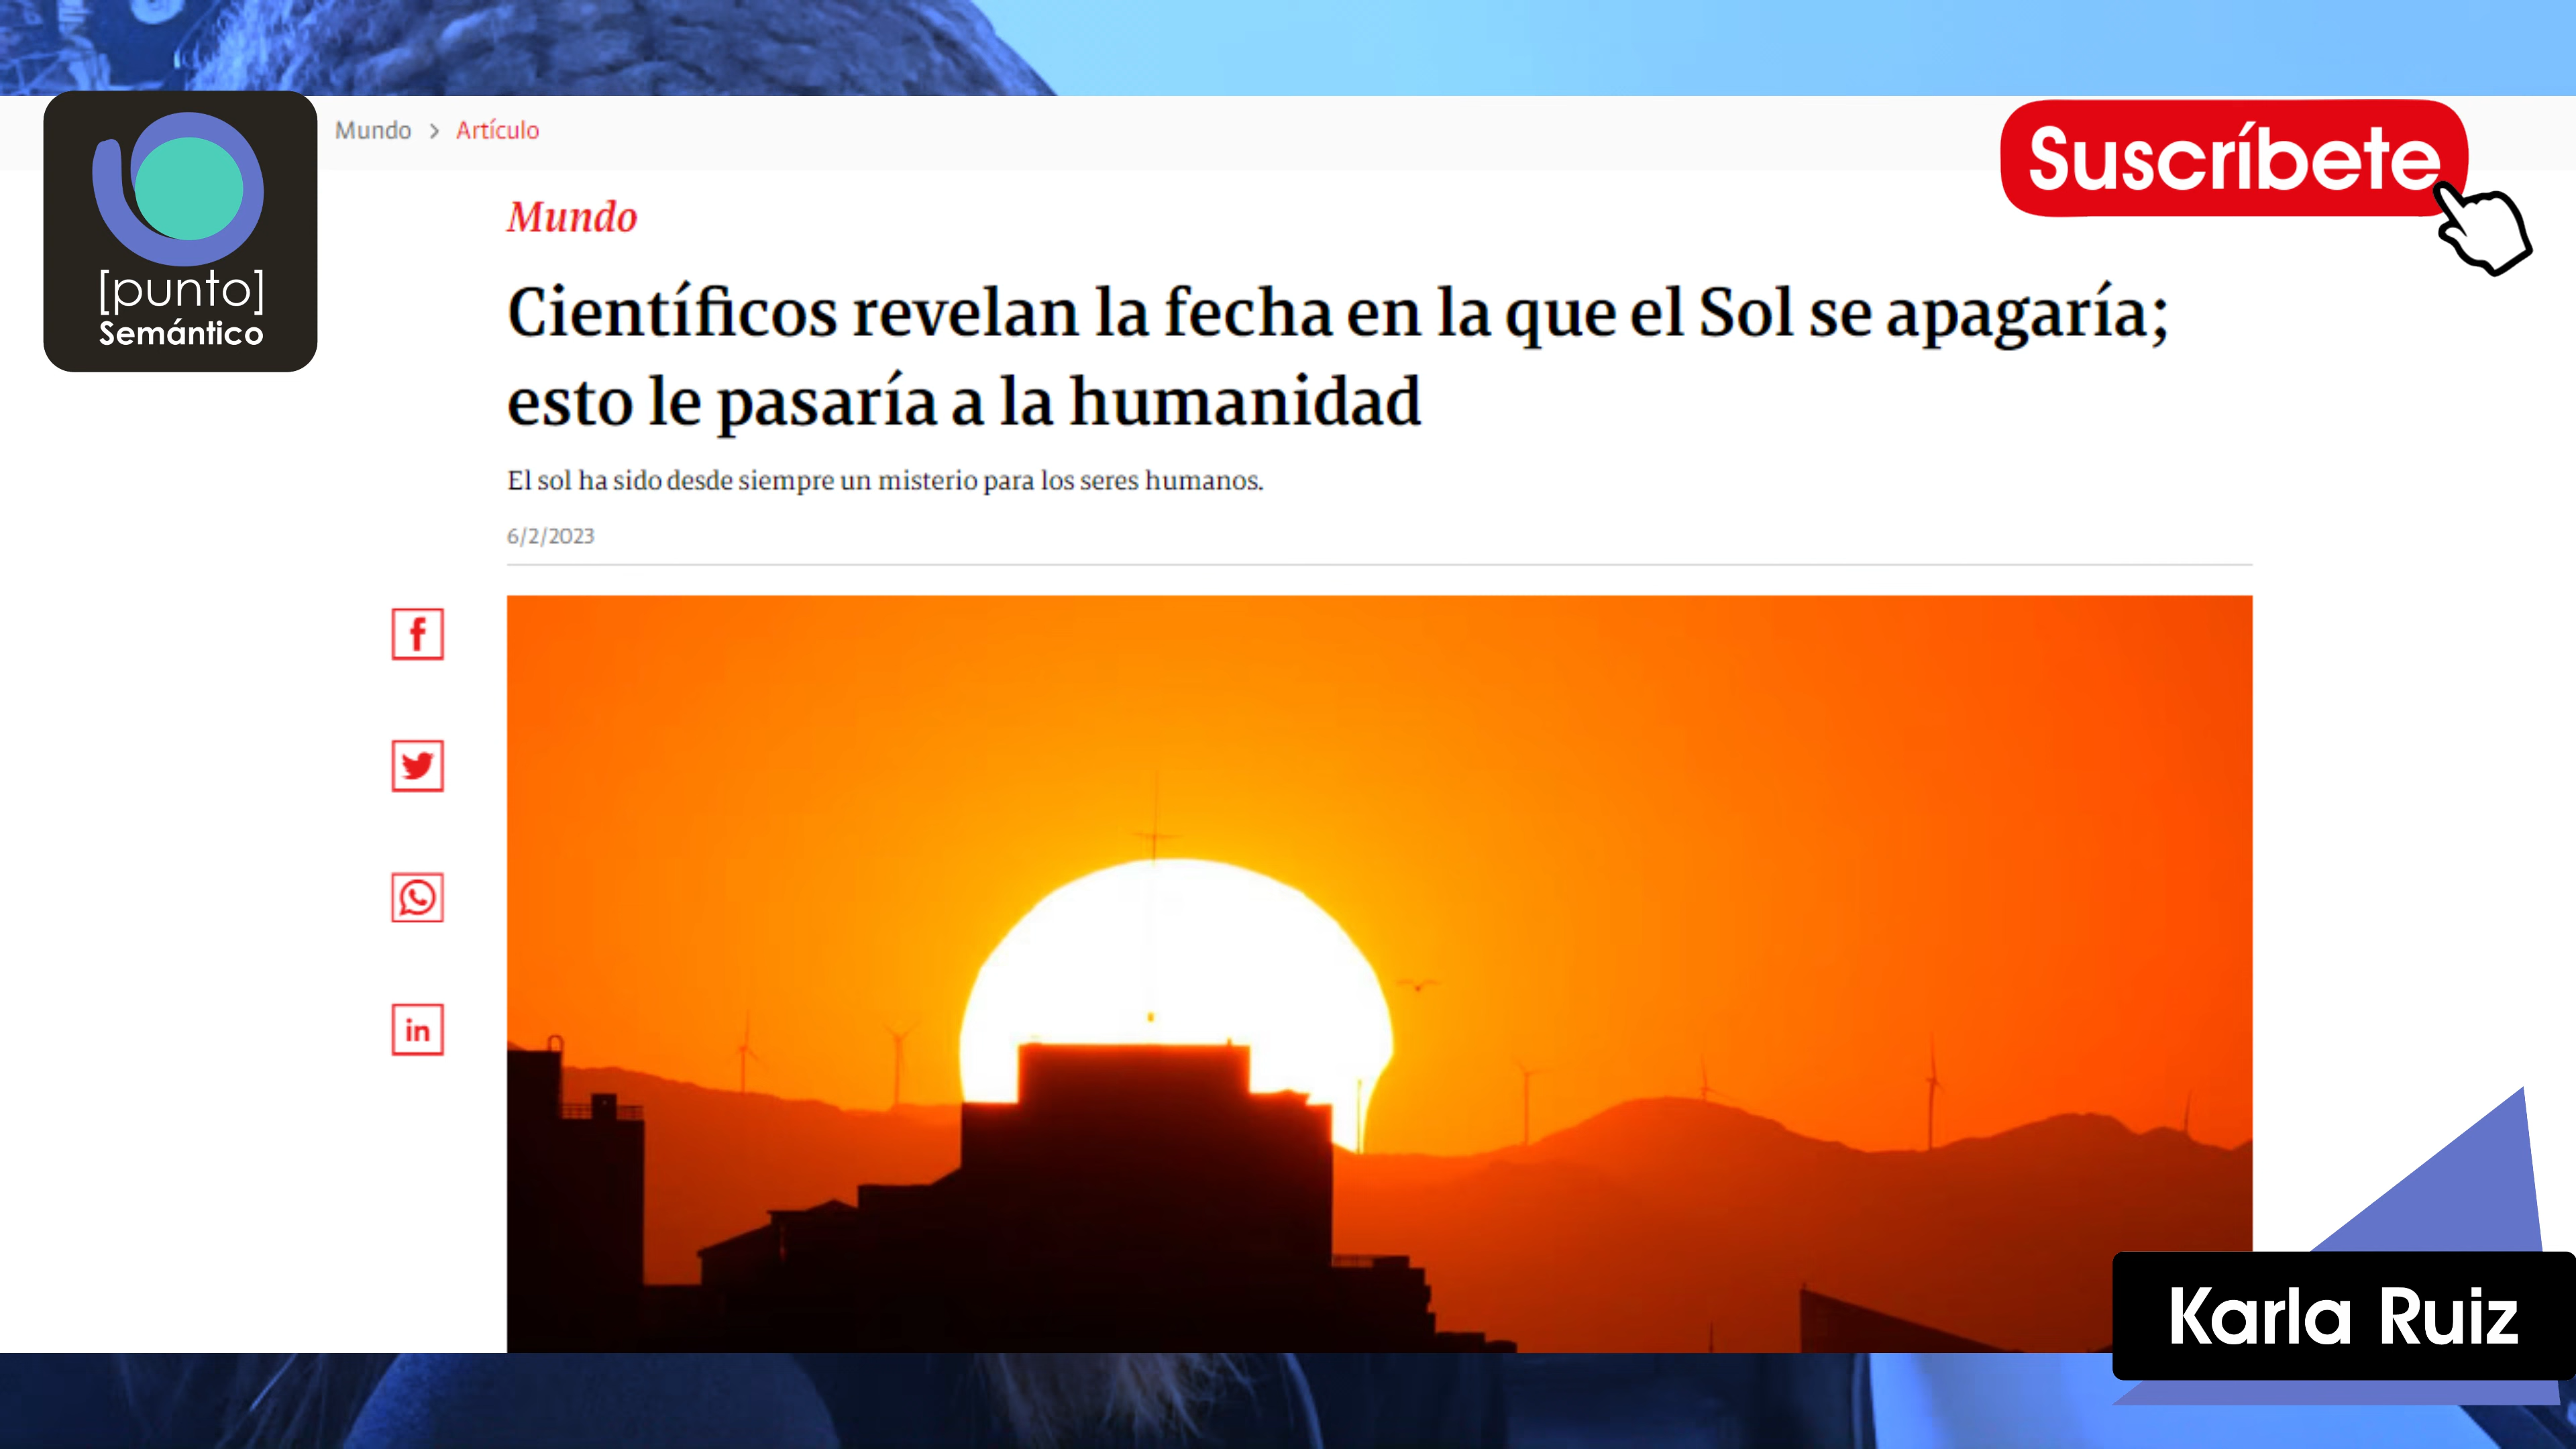 [punto]
Semántico
Mundo > Artículo
Suscríbete
Mundo
Científicos revelan la fecha en la que el Sol se apagaría;
esto le pasaría a la humanidad
El sol ha sido desde siempre un misterio para los seres humanos.
6/2/2023
f
in
Karla Ruiz